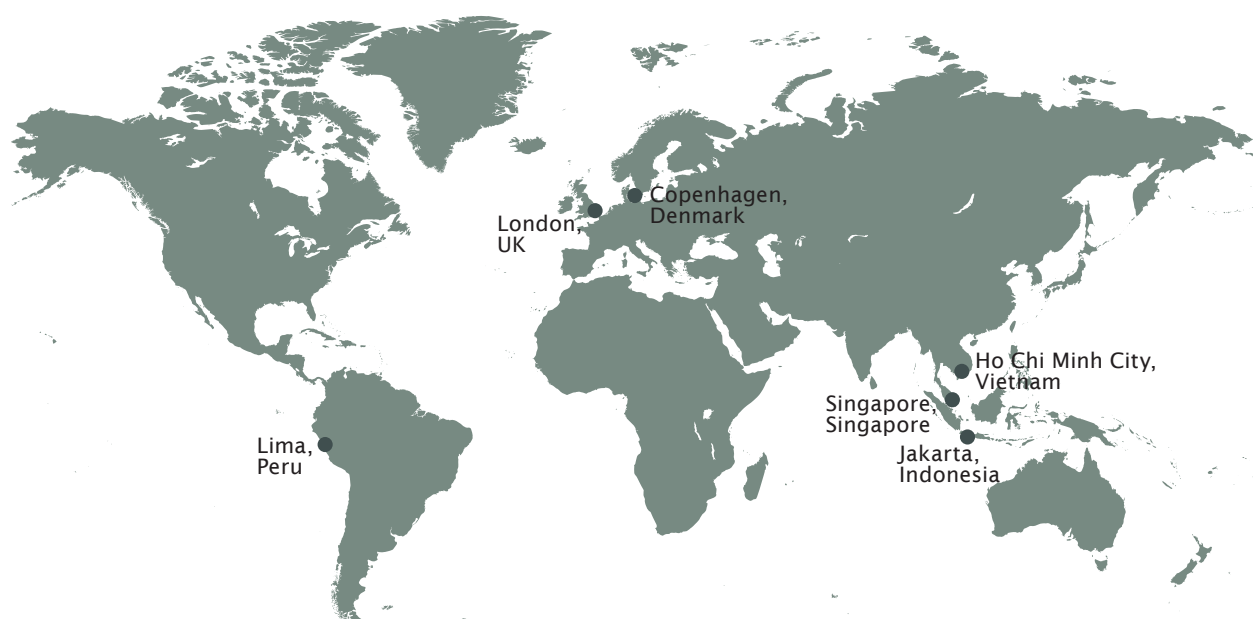 Copenhagen,
Denmark
London,
UK
Ho Chi Minh City,
Vietnam
Singapore,
Singapore
Lima,
Peru
Jakarta,
Indonesia